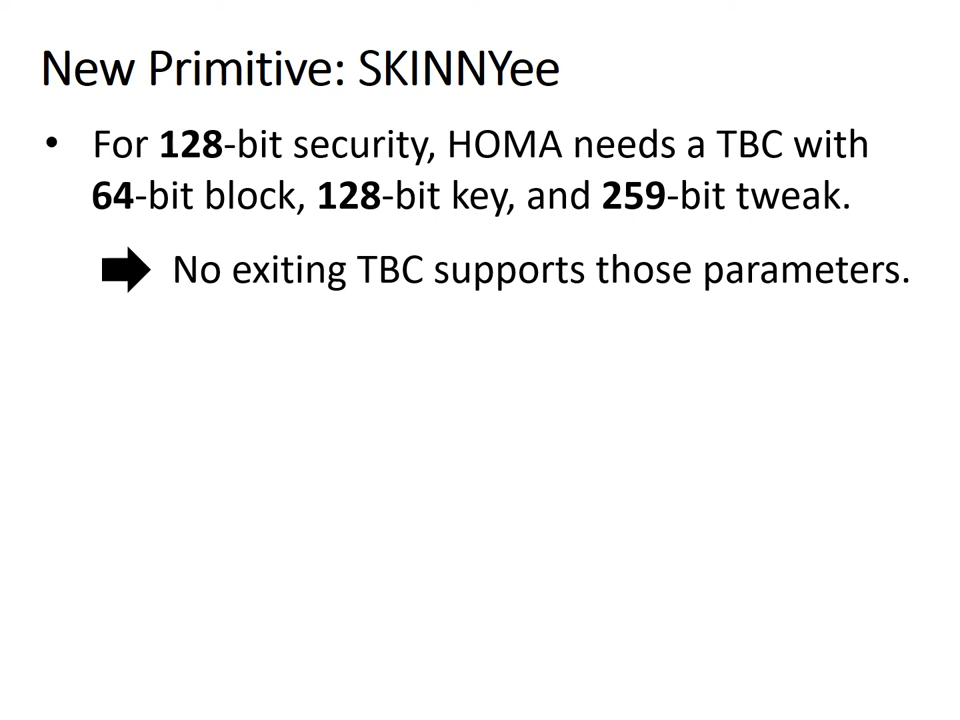 New Primitive: SKINNYee
• For 128-bit security, HOMA needs a TBC with
64-bit block, 128-bit key, and 259-bit tweak.
No exiting TBC supports those parameters.